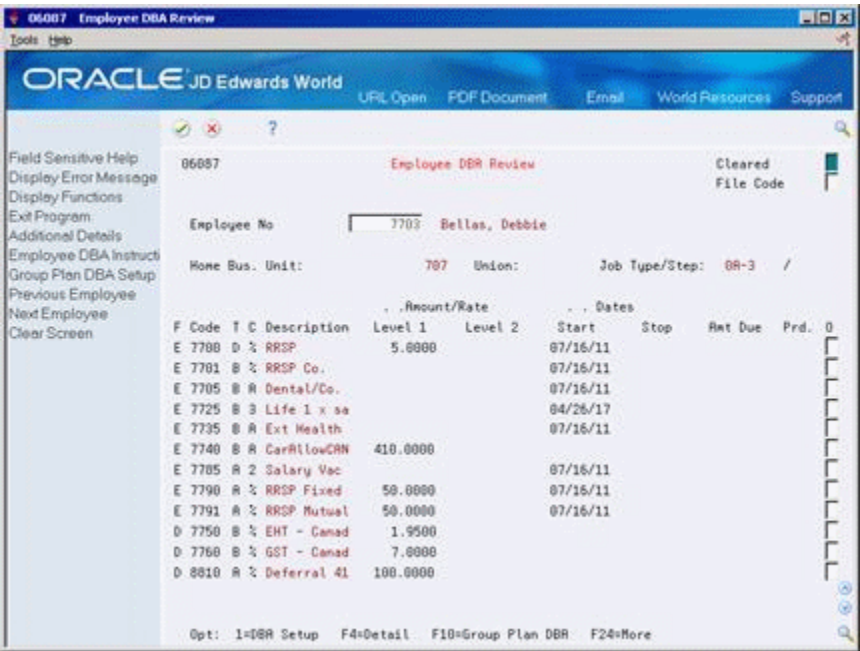 06087 Employee DBA Review
Tools Help
ORACLE JD Edwards World
URL Open PDF Document Email World Resources Support
?
Field Sensitive Help
Display Error Message
Display Functions
Exit Program
Additional Details
Employee DBA Instructi
Group Plan DBA Setup
Previous Employee
Next Employee
Clear Screen
06087 Employee DBA Review Cleared
File Code
Employee No 7703 Bellas, Debbie
Home Bus. Unit: 707 Union: Job Type/Step: 0A-3 /
. .Amount/Rate . . Dates
F Code T C Description Level 1 Level 2 Start Stop Amt Due Prd. O
E 7700 D % RRSP 5.0000 07/16/11
E 7701 B % RRSP Co. 07/16/11
E 7705 B A Dental/Co. 07/16/11
E 7725 B 3 Life 1 x sa 04/26/17
E 7735 B A Ext Health 07/16/11
E 7740 B A CarAllowCAN 410.0000
E 7785 A 2 Salary Vac 07/16/11
E 7790 A % RRSP Fixed 50.0000 07/16/11
E 7791 A % RRSP Mutual 50.0000 07/16/11
D 7750 B % EHT - Canad 1.9500
D 7760 B % GST - Canad 7.0000
D 8810 A % Deferral 41 100.0000
Opt: 1=DBA Setup F4=Detail F10=Group Plan DBA F24=More